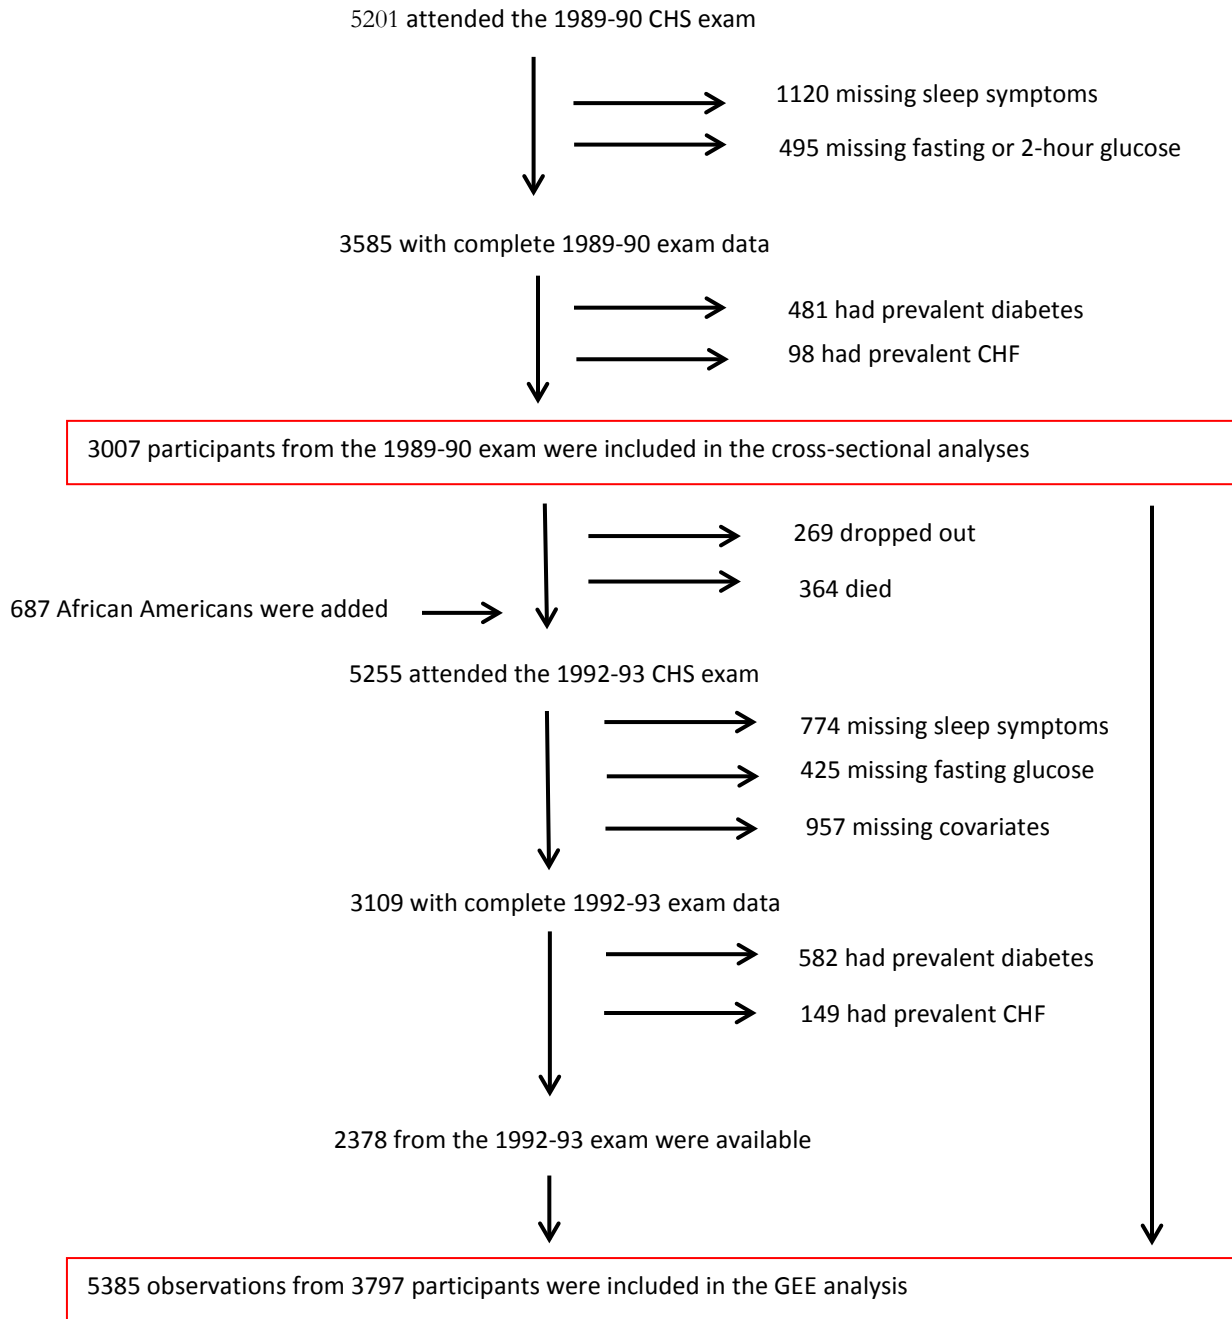 5201 attended the 1989-90 CHS exam
1120 missing sleep symptoms
495 missing fasting or 2-hour glucose
3585 with complete 1989-90 exam data
481 had prevalent diabetes
98 had prevalent CHF
3007 participants from the 1989-90 exam were included in the cross-sectional analyses
269 dropped out
364 died
687 African Americans were added
5255 attended the 1992-93 CHS exam
774 missing sleep symptoms
425 missing fasting glucose
957 missing covariates
3109 with complete 1992-93 exam data
582 had prevalent diabetes
149 had prevalent CHF
2378 from the 1992-93 exam were available
5385 observations from 3797 participants were included in the GEE analysis